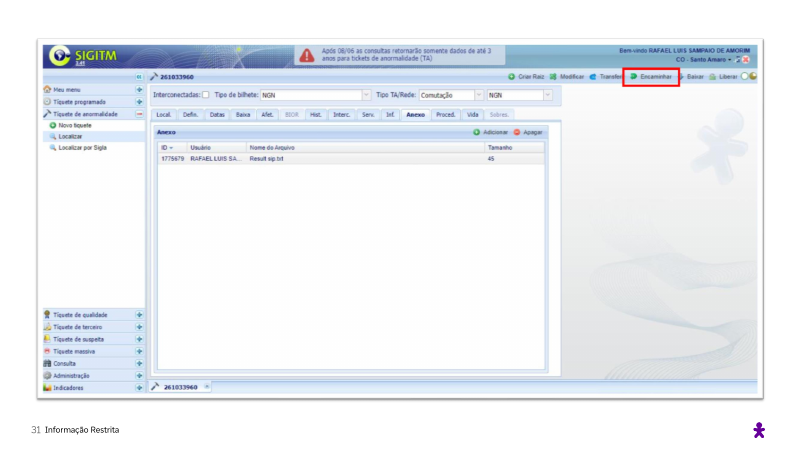 SIGITM
2.41
Após 08/06 as consultas retornarão somente dados de até 3
anos para tickets de anormalidade (TA)
Bem-vindo RAFAEL LUIS SAMPAIO DE AMORIM
CO - Santo Amaro
261033960
Criar Raiz Modificar Transferir Encaminhar Baixar Liberar
Meu menu
Tíquete programado
Tíquete de anormalidade
Novo tíquete
Localizar
Localizar por Sigla
Interconectadas: Tipo de bilhete: NGN Tipo TA/Rede: Comutação NGN
Local. Defin. Datas Baixa Afet. BIOR Hist. Interc. Serv. Inf. Anexo Proced. Vida Sobres.
Anexo Adicionar Apagar
ID Usuário Nome do Arquivo Tamanho
1775679 RAFAEL LUIS SA... Result sip.txt 45
Tíquete de qualidade
Tíquete de terceiro
Tíquete de suspeita
Tíquete massiva
Consulta
Administração
Indicadores
261033960
31 Informação Restrita